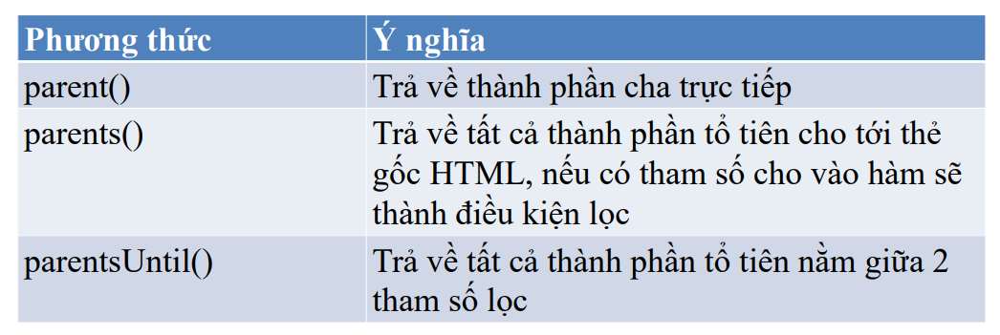 Phương thức
Ý nghĩa
parent()
Trả về thành phần cha trực tiếp
parents()
Trả về tất cả thành phần tổ tiên cho tới thẻ
gốc HTML, nếu có tham số cho vào hàm sẽ
thành điều kiện lọc
parentsUntil()
Trả về tất cả thành phần tổ tiên nằm giữa 2
tham số lọc